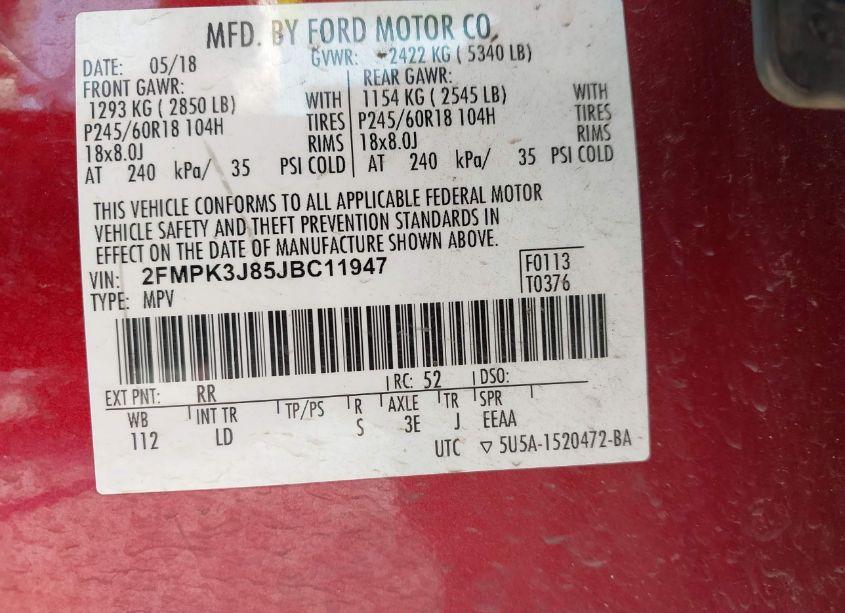 MFD. BY FORD MOTOR CO.
DATE: 05/18 GVWR: 2422 KG ( 5340 LB)
FRONT GAWR: REAR GAWR:
1293 KG ( 2850 LB) WITH 1154 KG ( 2545 LB) WITH
P245/60R18 104H TIRES P245/60R18 104H TIRES
18x8.0J RIMS 18x8.0J RIMS
AT 240 kPa/ 35 PSI COLD AT 240 kPa/ 35 PSI COLD
THIS VEHICLE CONFORMS TO ALL APPLICABLE FEDERAL MOTOR
VEHICLE SAFETY AND THEFT PREVENTION STANDARDS IN
EFFECT ON THE DATE OF MANUFACTURE SHOWN ABOVE.
VIN: 2FMPK3J85JBC11947 F0113
TYPE: MPV T0376
EXT PNT: RR RC: 52 DSO:
WB INT TR TP/PS R AXLE TR SPR
112 LD S 3E J EEAA
UTC ▽ 5U5A-1520472-BA